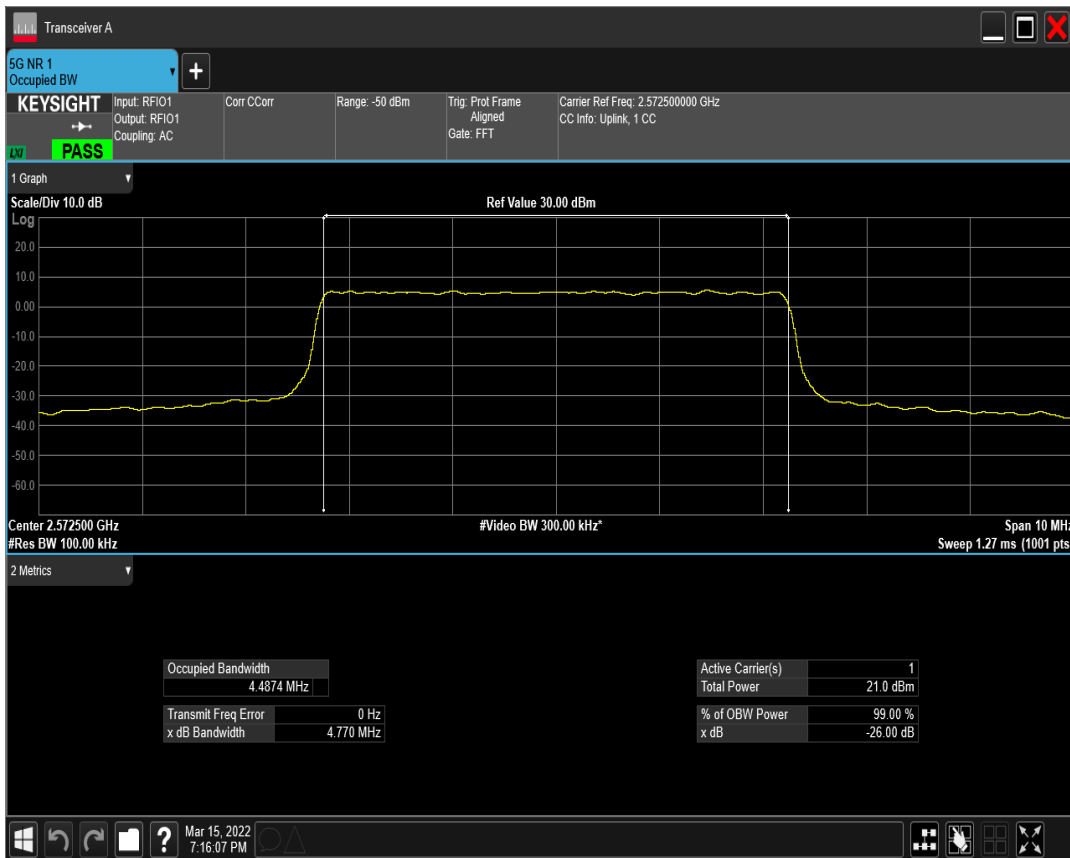 Transceiver A
5G NR 1
Occupied BW
+
KEYSIGHT
LXI
PASS
Input: RFIO1
Output: RFIO1
Coupling: AC
Corr CCorr
Range: -50 dBm
Trig: Prot Frame
Aligned
Gate: FFT
Carrier Ref Freq: 2.572500000 GHz
CC Info: Uplink, 1 CC
1 Graph
Scale/Div 10.0 dB
Ref Value 30.00 dBm
Log
20.0
10.0
0.00
-10.0
-20.0
-30.0
-40.0
-50.0
-60.0
Center 2.572500 GHz
#Video BW 300.00 kHz*
Span 10 MHz
#Res BW 100.00 kHz
Sweep 1.27 ms (1001 pts
2 Metrics
Occupied Bandwidth
4.4874 MHz
Transmit Freq Error 0 Hz
x dB Bandwidth 4.770 MHz
Active Carrier(s) 1
Total Power 21.0 dBm
% of OBW Power 99.00 %
x dB -26.00 dB
?
Mar 15, 2022
7:16:07 PM